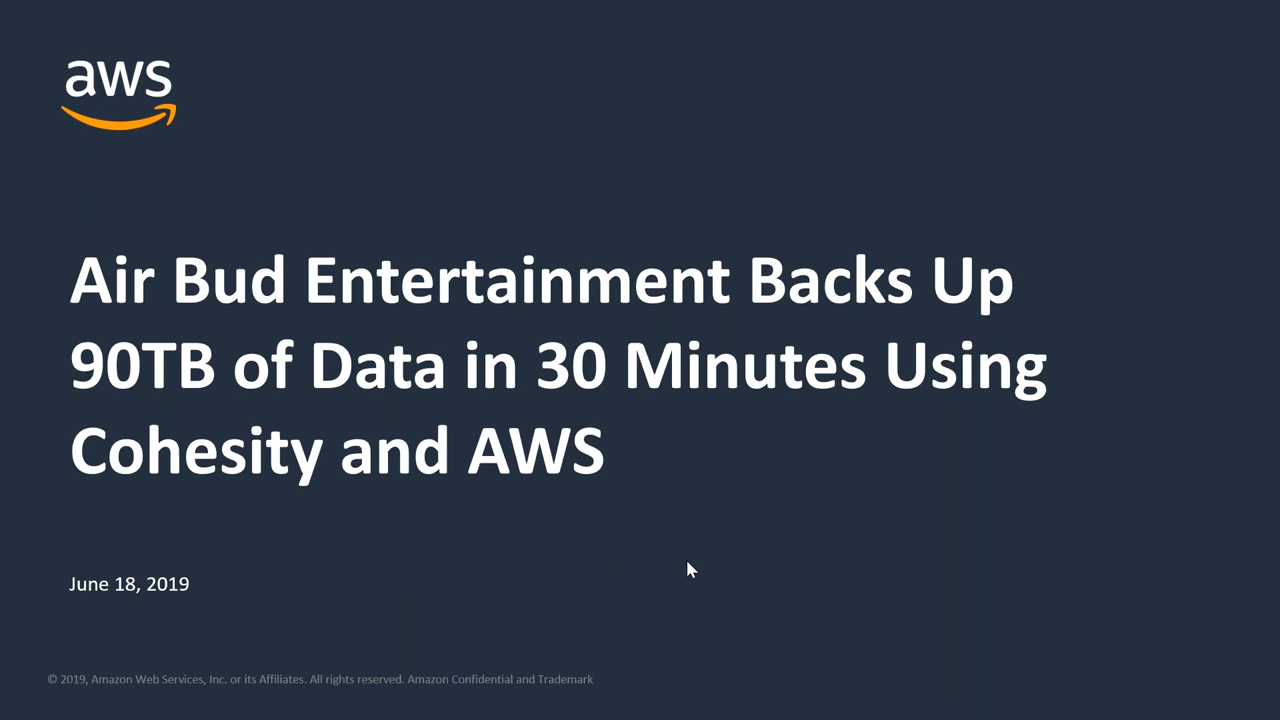 aws
Air Bud Entertainment Backs Up
90TB of Data in 30 Minutes Using
Cohesity and AWS
June 18, 2019
© 2019, Amazon Web Services, Inc. or its Affiliates. All rights reserved. Amazon Confidential and Trademark